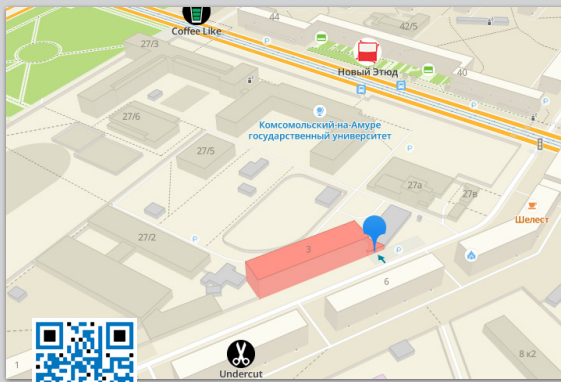 44
42/5
Coffee Like
27/3
Новый Этюд
40
27/6
Комсомольский-на-Амуре
государственный университет
27/5
27а
27в
Шелест
27/2
3
6
1
8 к2
Undercut